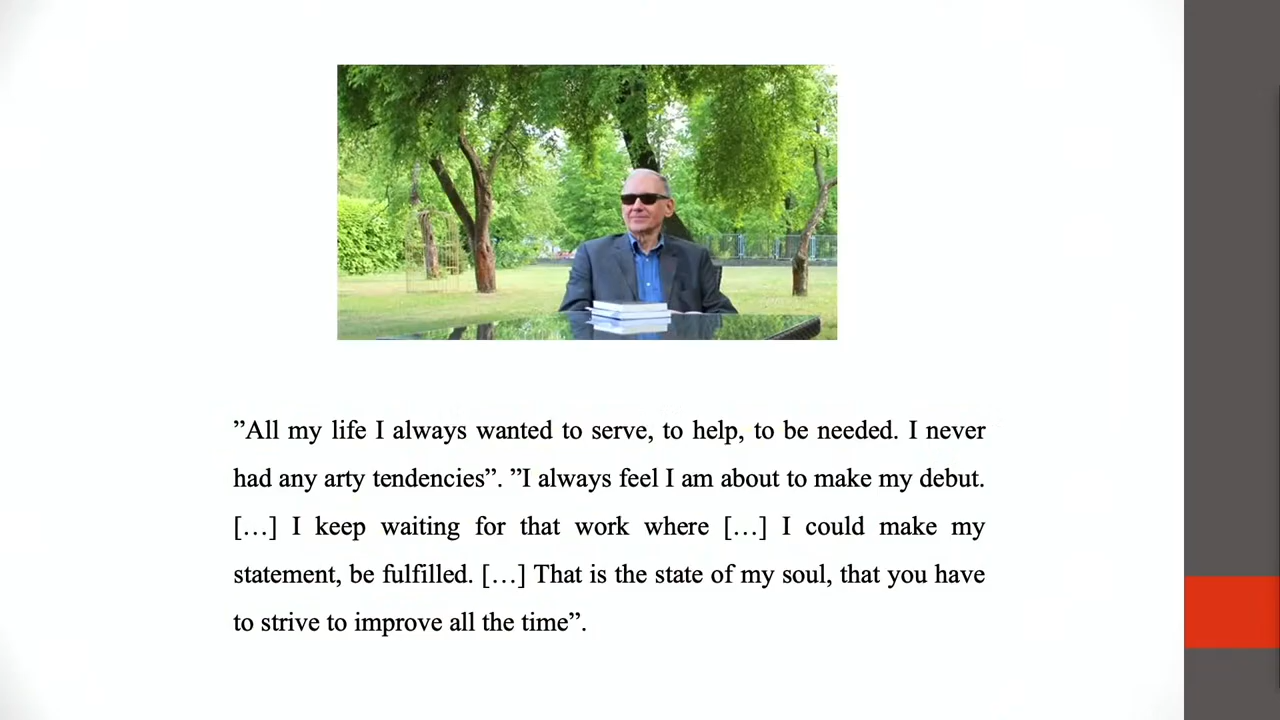 ”All my life I always wanted to serve, to help, to be needed. I never
had any arty tendencies”. ”I always feel I am about to make my debut.
[…] I keep waiting for that work where […] I could make my
statement, be fulfilled. […] That is the state of my soul, that you have
to strive to improve all the time”.